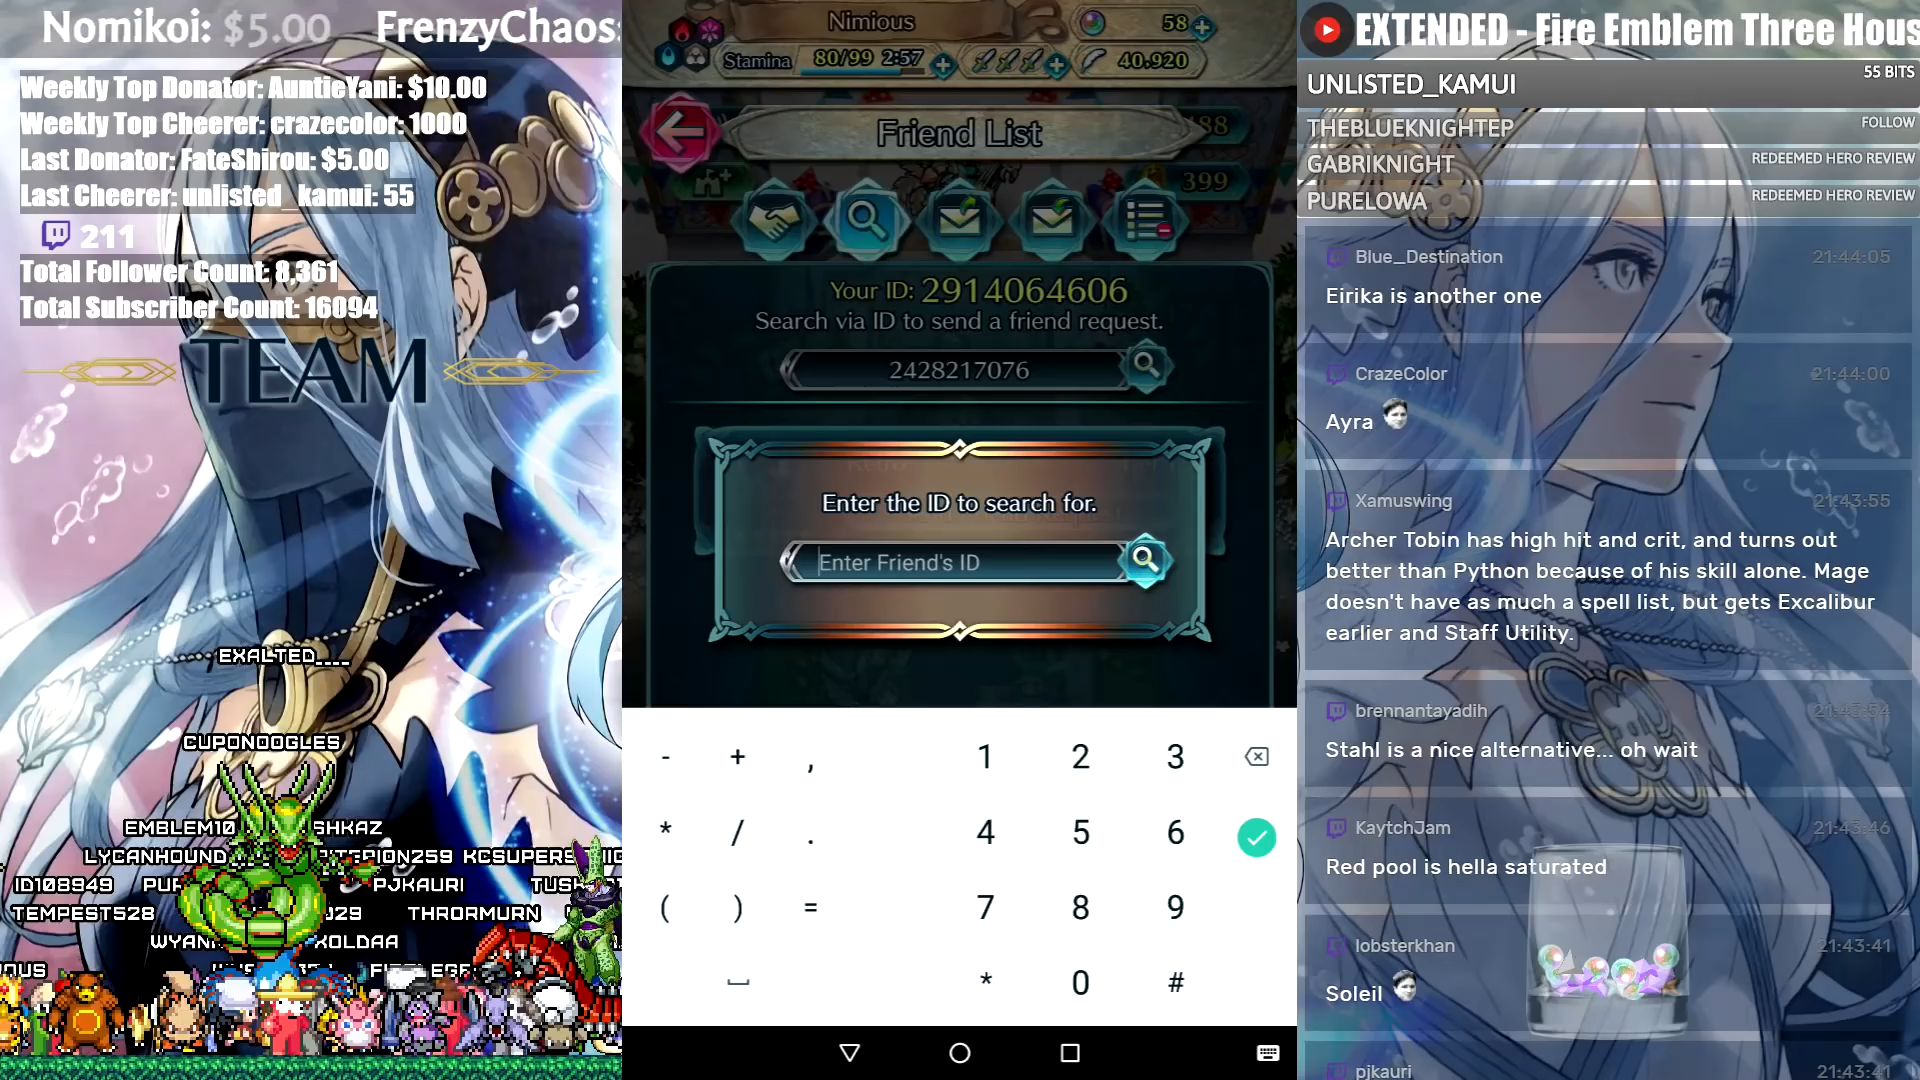 Nomikoi: $5.00 FrenzyChaos:
Weekly Top Donator: AuntieYani: $10.00
Weekly Top Cheerer: crazecolor: 1000
Last Donator: FateShirou: $5.00
Last Cheerer: unlisted_kamui: 55
211
Total Follower Count: 8,361
Total Subscriber Count: 16094
TEAM
EXALTED____
CUPONOOGLES
EMBLEM10
SHKAZ
LYCANHOUND
KCSUPERS
ID108949
PJKAURI
TEMPEST528
THRORMURN
XOLDAA
Nimious
58
Stamina 80/99 2:57
40,920
Friend List
399
Your ID: 2914064606
Search via ID to send a friend request.
2428217076
Enter the ID to search for.
Enter Friend's ID
- + , 1 2 3
* / . 4 5 6
( ) = 7 8 9
* 0 #
EXTENDED - Fire Emblem Three Hous
UNLISTED_KAMUI 55 BITS
THEBLUEKNIGHTEP FOLLOW
GABRIKNIGHT REDEEMED HERO REVIEW
PURELOWA REDEEMED HERO REVIEW
Blue_Destination 21:44:05
Eirika is another one
CrazeColor 21:44:00
Ayra
Xamuswing 21:43:55
Archer Tobin has high hit and crit, and turns out
better than Python because of his skill alone. Mage
doesn't have as much a spell list, but gets Excalibur
earlier and Staff Utility.
brennantayadih 21:43:54
Stahl is a nice alternative... oh wait
KaytchJam 21:43:46
Red pool is hella saturated
lobsterkhan 21:43:41
Soleil
pjkauri 21:43:41